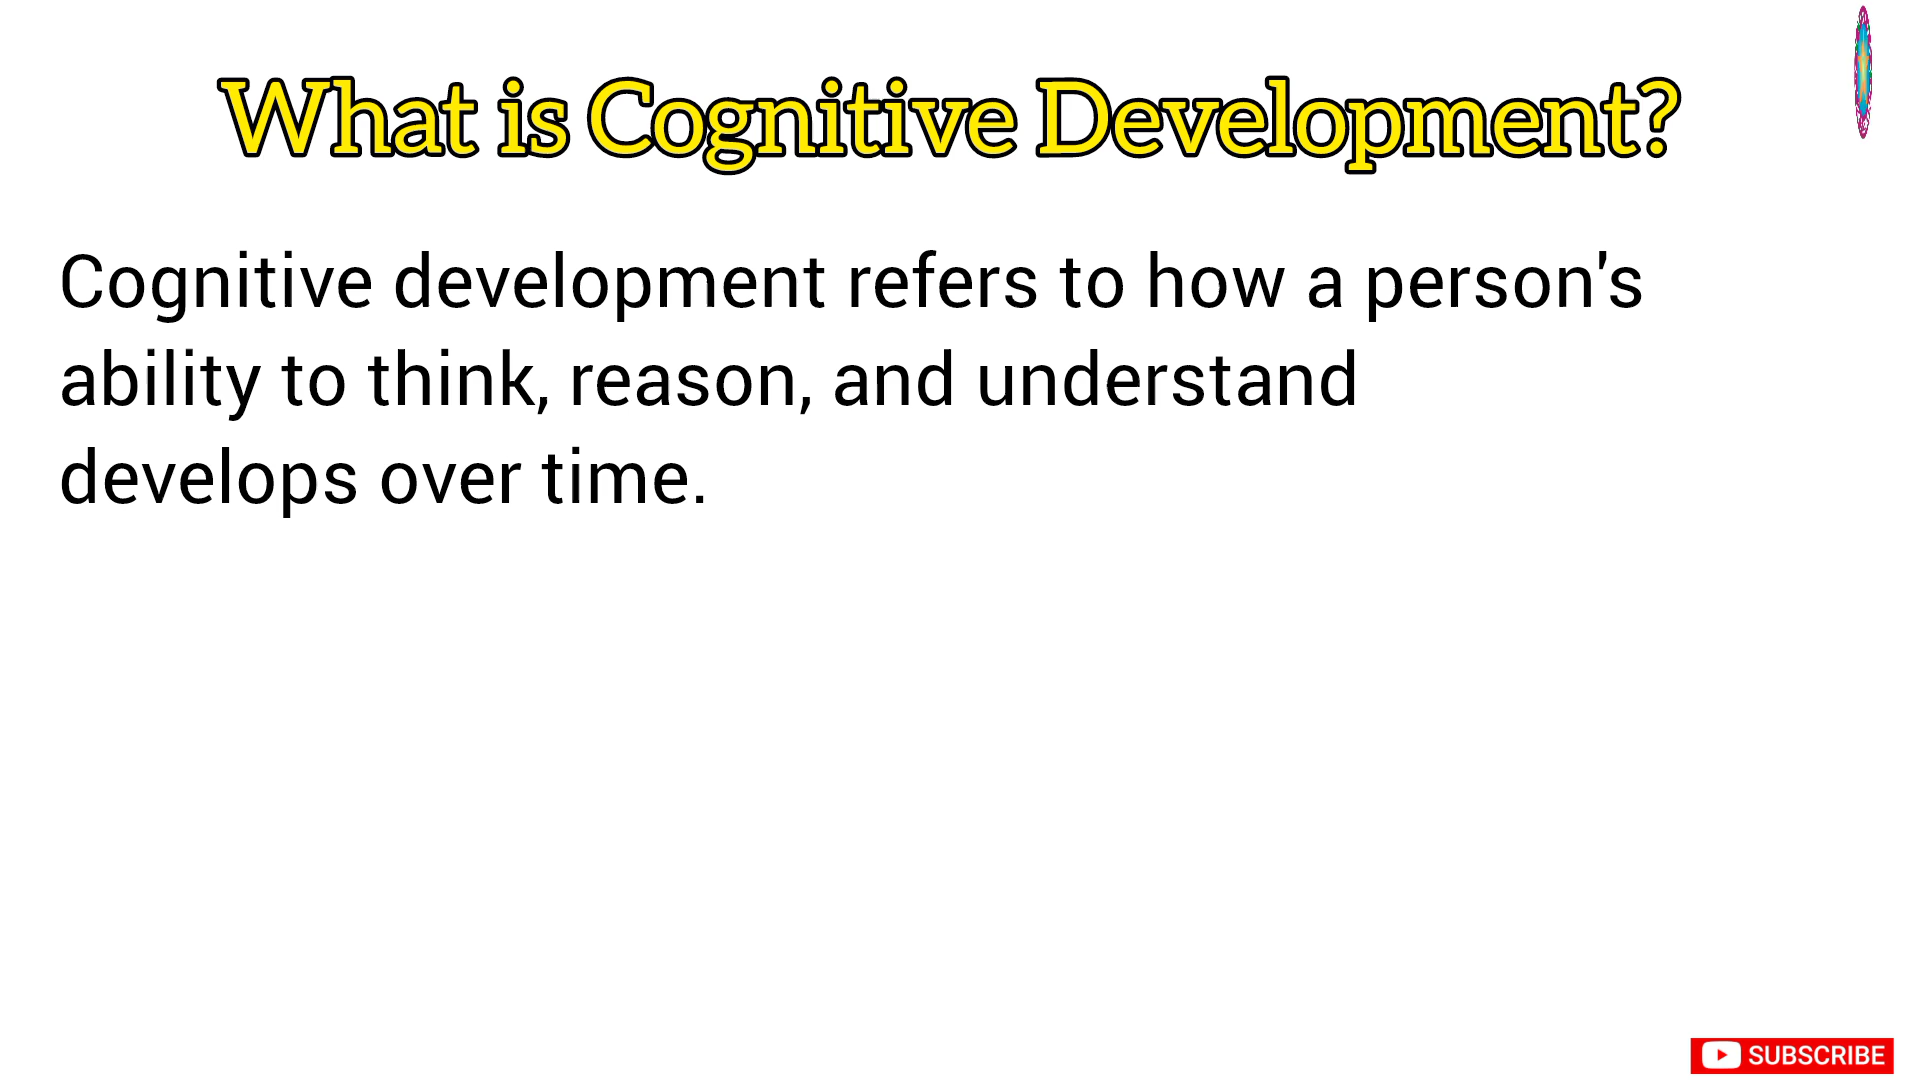 What is Cognitive Development?
Cognitive development refers to how a person's
ability to think, reason, and understand
develops over time.
SUBSCRIBE